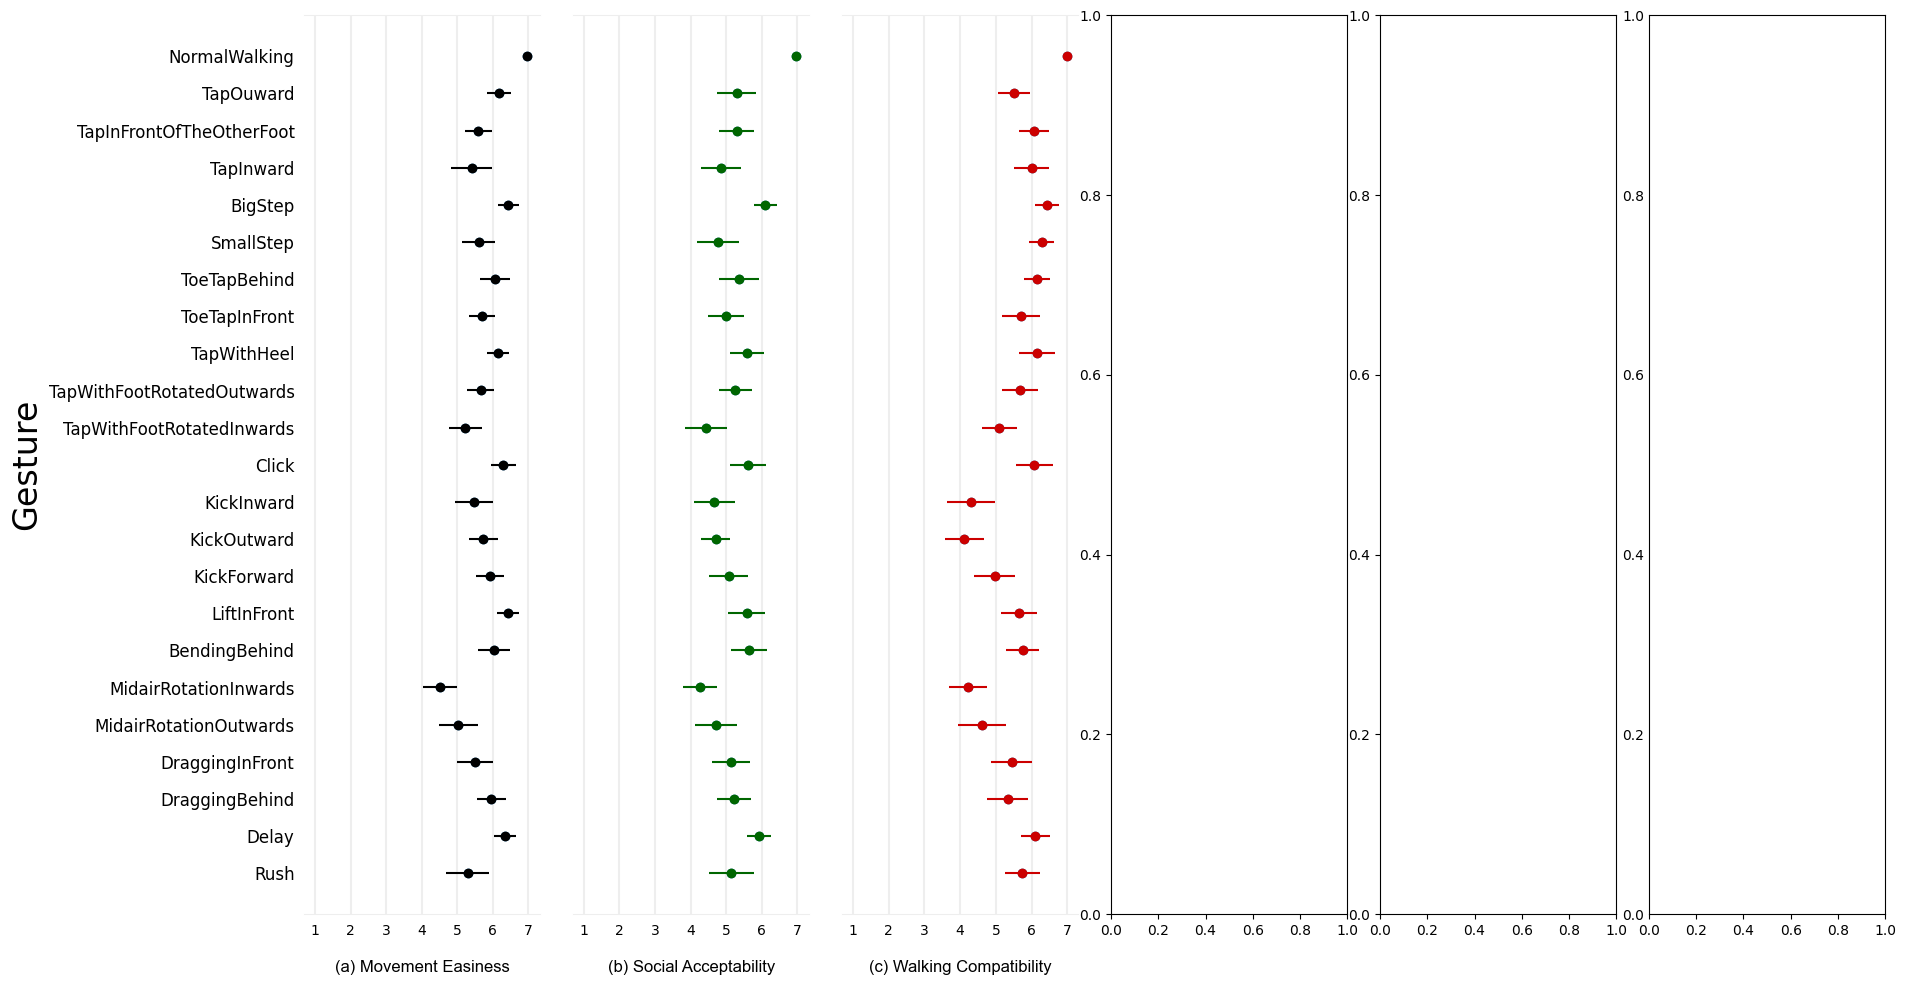 Gesture
NormalWalking
TapOuward
TapInFrontOfTheOtherFoot
TapInward
BigStep
SmallStep
ToeTapBehind
ToeTapInFront
TapWithHeel
TapWithFootRotatedOutwards
TapWithFootRotatedInwards
Click
KickInward
KickOutward
KickForward
LiftInFront
BendingBehind
MidairRotationInwards
MidairRotationOutwards
DraggingInFront
DraggingBehind
Delay
Rush
1 2 3 4 5 6 7
(a) Movement Easiness
1 2 3 4 5 6 7
(b) Social Acceptability
1 2 3 4 5 6 7
(c) Walking Compatibility
1.0
0.8
0.6
0.4
0.2
0.0
0.0 0.2 0.4 0.6 0.8 1.0
1.0
0.8
0.6
0.4
0.2
0.0
0.0 0.2 0.4 0.6 0.8 1.0
1.0
0.8
0.6
0.4
0.2
0.0
0.0 0.2 0.4 0.6 0.8 1.0